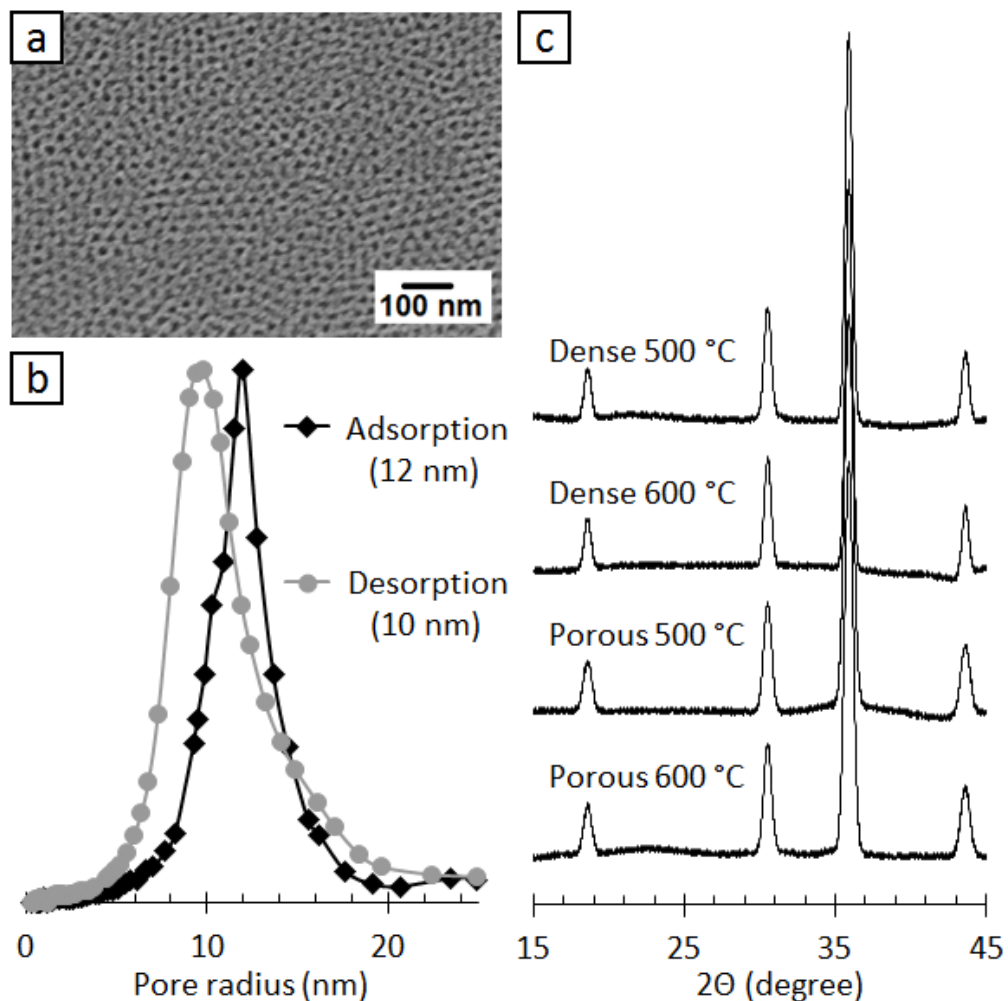 a
100 nm
b
Adsorption
(12 nm)
Desorption
(10 nm)
0 10 20
Pore radius (nm)
c
Dense 500 °C
Dense 600 °C
Porous 500 °C
Porous 600 °C
15 25 35 45
2Θ (degree)